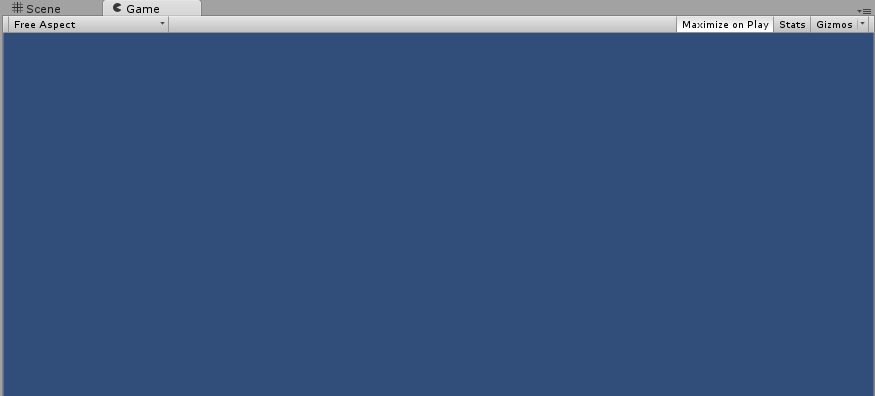 Scene Game
Free Aspect Maximize on Play Stats Gizmos